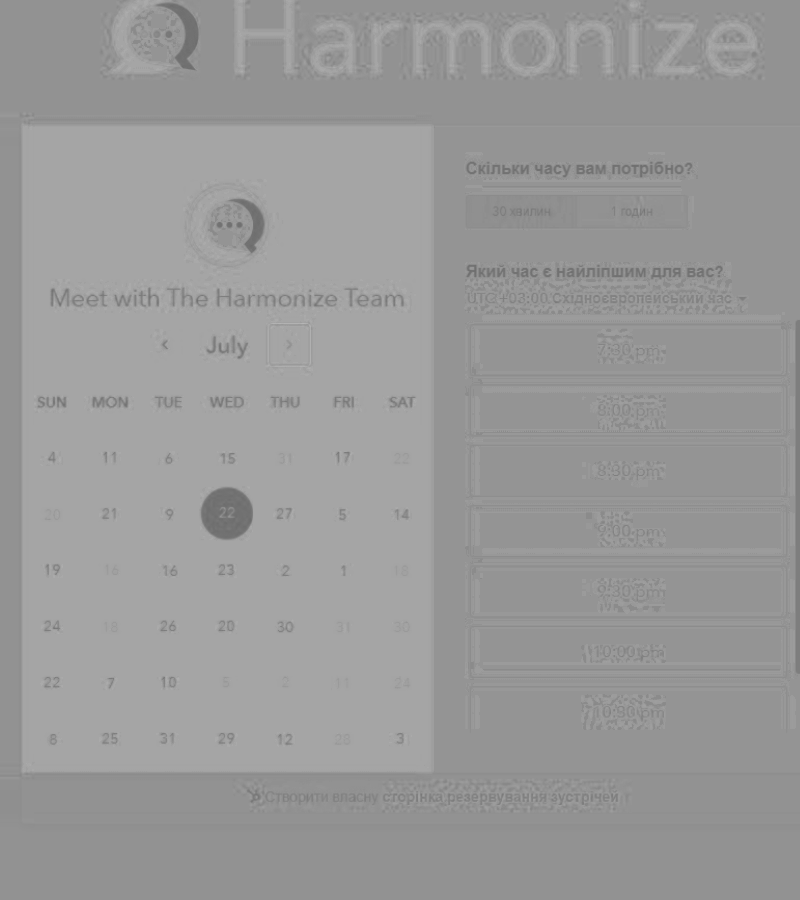 Harmonize
Meet with The Harmonize Team
‹ July ›
SUN MON TUE WED THU FRI SAT
4 11 6 15 31 17 22
20 21 9 22 27 5 14
19 16 16 23 2 1 18
24 18 26 20 30 31 30
22 7 10 5 2 11 24
8 25 31 29 12 28 3
Скільки часу вам потрібно?
30 хвилин 1 годин
Який час є найліпшим для вас?
UTC +03:00 Східноєвропейський час
7:30 pm
8:00 pm
8:30 pm
9:00 pm
9:30 pm
10:00 pm
10:30 pm
Створити власну сторінка резервування зустрічей